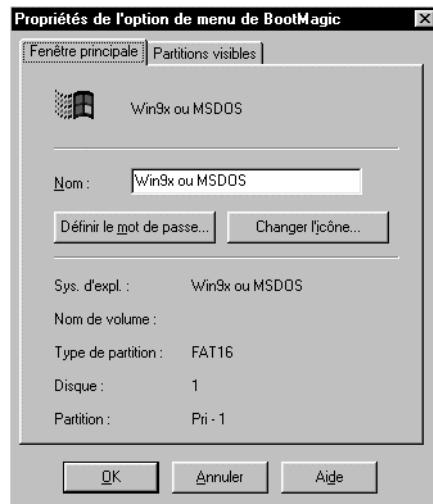 Propriétés de l'option de menu de BootMagic
Fenêtre principale Partitions visibles
Win9x ou MSDOS
Nom : Win9x ou MSDOS
Définir le mot de passe... Changer l'icône...
Sys. d'expl. : Win9x ou MSDOS
Nom de volume :
Type de partition : FAT16
Disque : 1
Partition : Pri - 1
OK Annuler Aide